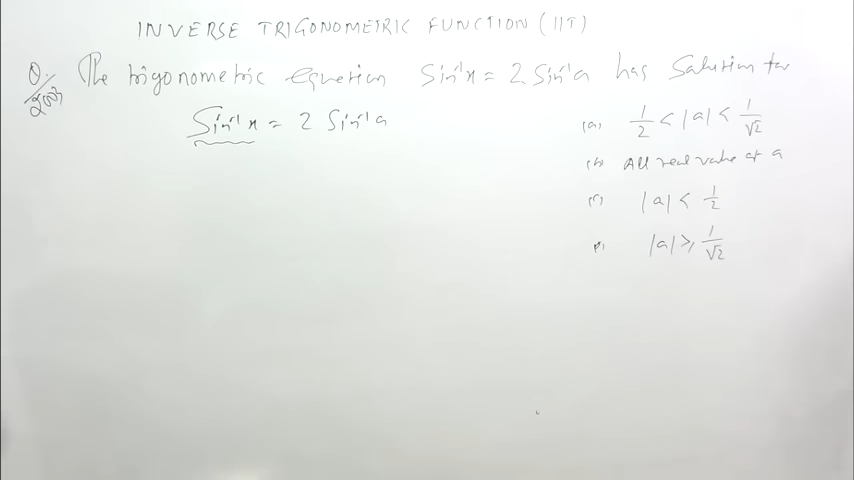 INVERSE TRIGONOMETRIC FUNCTION (IIT)
Q. The trigonometric equation Sin⁻¹x = 2 Sin⁻¹a has Solution for
2003
Sin⁻¹x = 2 Sin⁻¹a
(a) 1/2 < |a| < 1/√2
(b) All real value of a
(c) |a| < 1/2
(D) |a| ≥ 1/√2